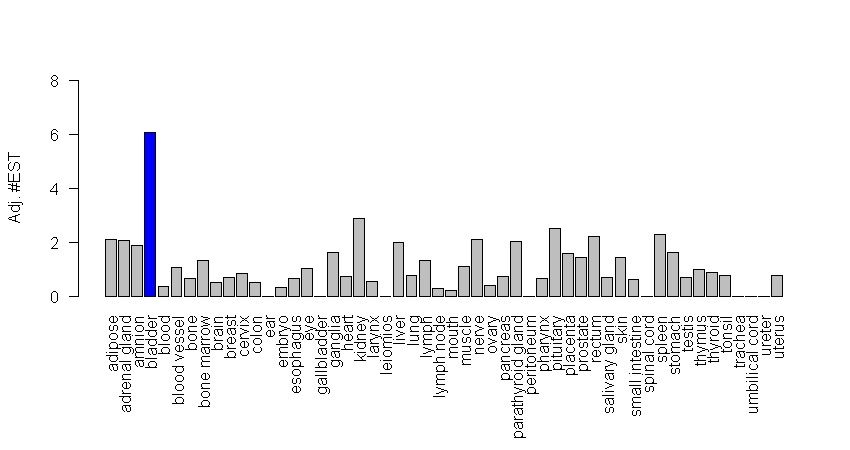 Adj. #EST
8
6
4
2
0
adipose
adrenal gland
amnion
bladder
blood
blood vessel
bone
bone marrow
brain
breast
cervix
colon
ear
embryo
esophagus
eye
gallbladder
ganglia
heart
kidney
larynx
leiomios
liver
lung
lymph
lymph node
mouth
muscle
nerve
ovary
pancreas
parathyroid gland
peritoneum
pharynx
pituitary
placenta
prostate
rectum
salivary gland
skin
small intestine
spinal cord
spleen
stomach
testis
thymus
thyroid
tonsil
trachea
umbilical cord
ureter
uterus